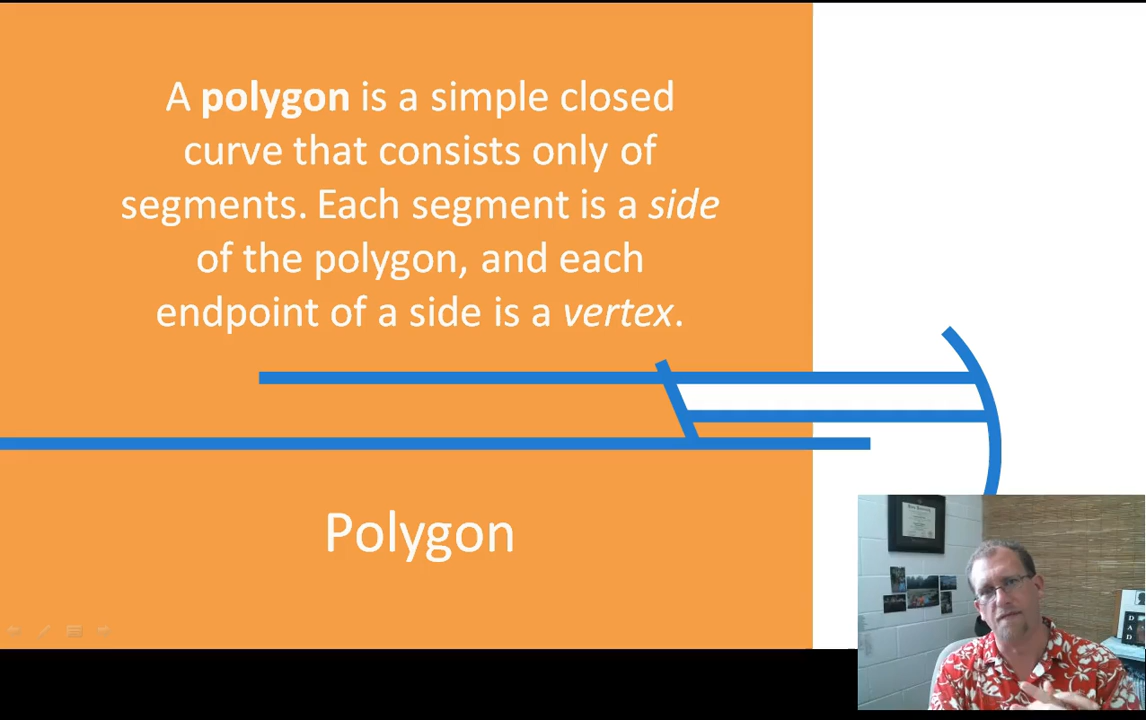 A polygon is a simple closed
curve that consists only of
segments. Each segment is a side
of the polygon, and each
endpoint of a side is a vertex.
Polygon
DAD